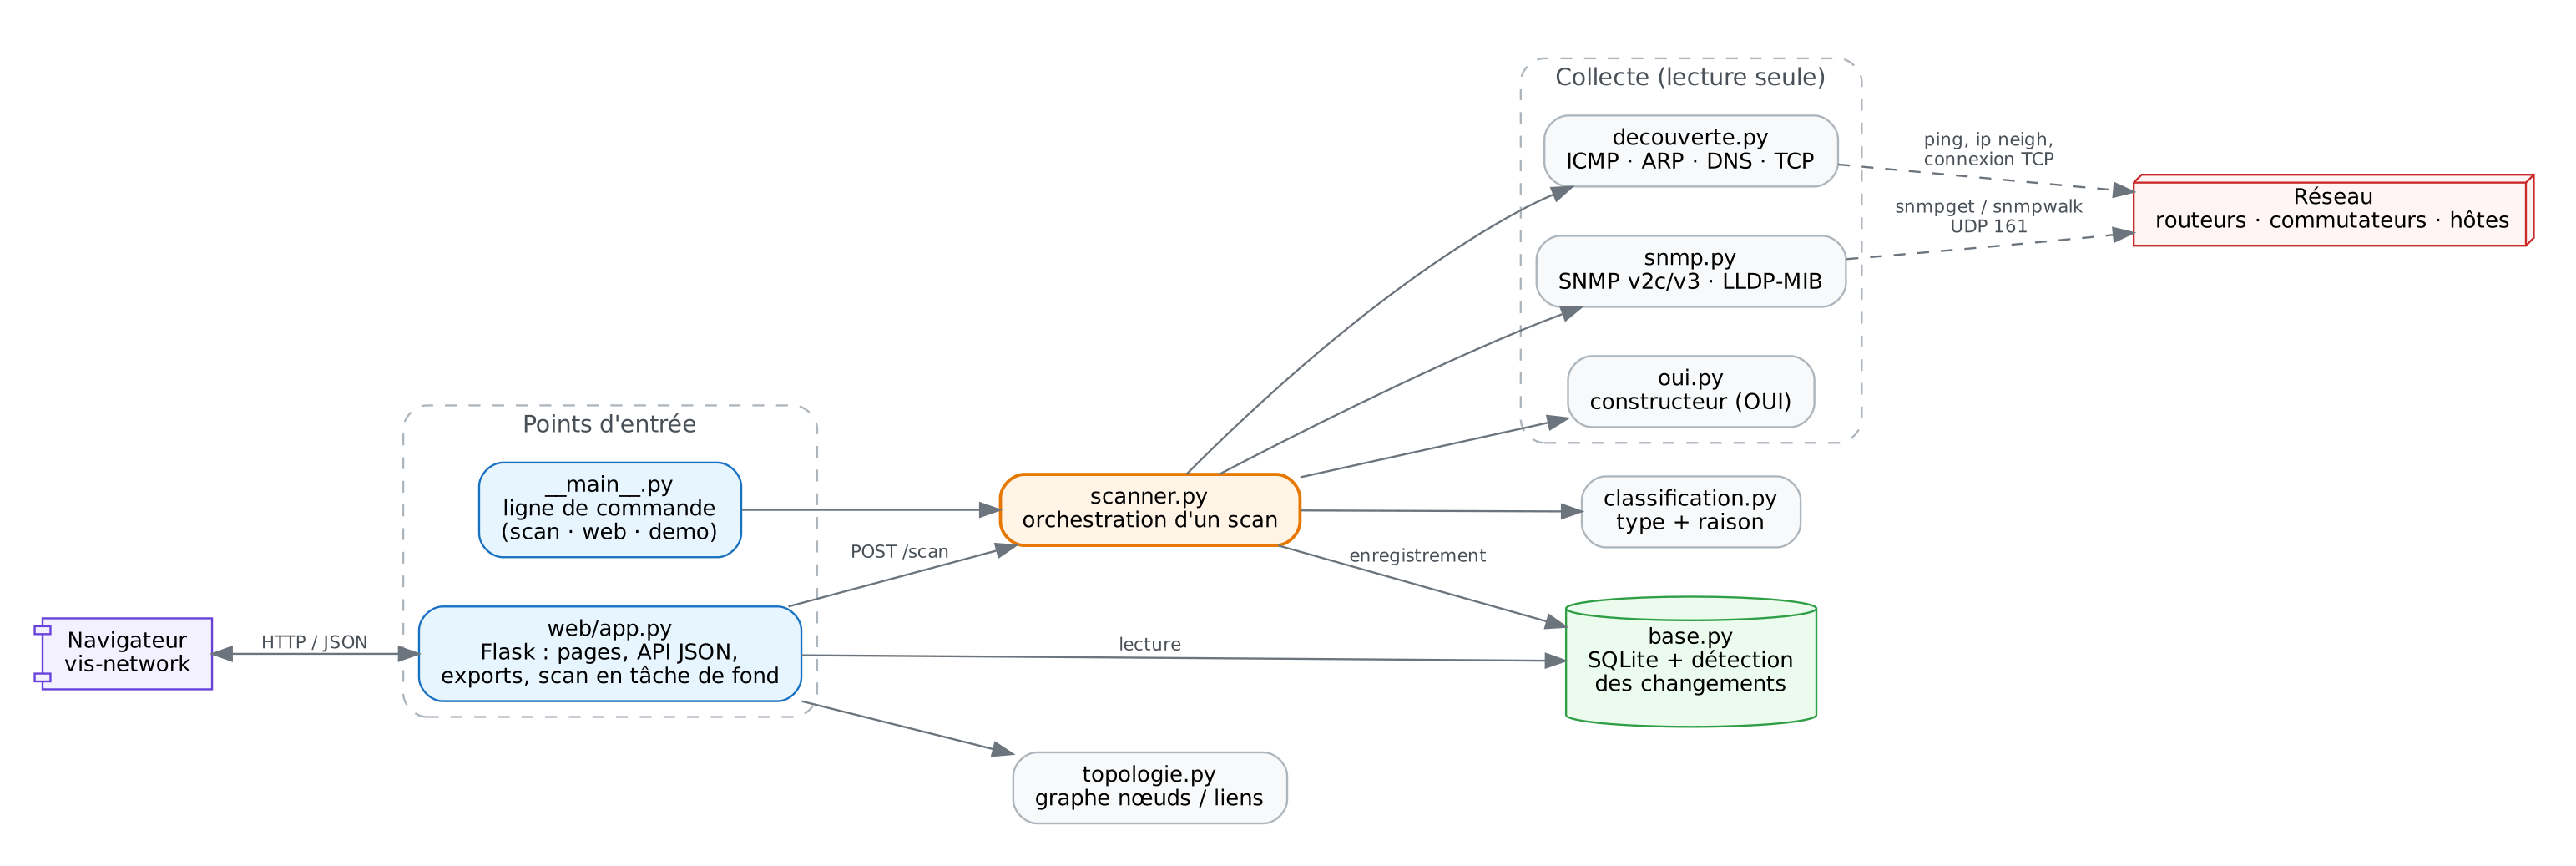 Collecte (lecture seule)
decouverte.py
ICMP · ARP · DNS · TCP
ping, ip neigh,
connexion TCP
Réseau
routeurs · commutateurs · hôtes
snmpget / snmpwalk
UDP 161
snmp.py
SNMP v2c/v3 · LLDP-MIB
oui.py
constructeur (OUI)
Points d'entrée
__main__.py
ligne de commande
(scan · web · demo)
scanner.py
orchestration d'un scan
classification.py
type + raison
POST /scan
enregistrement
Navigateur
vis-network
HTTP / JSON
web/app.py
Flask : pages, API JSON,
exports, scan en tâche de fond
lecture
base.py
SQLite + détection
des changements
topologie.py
graphe nœuds / liens